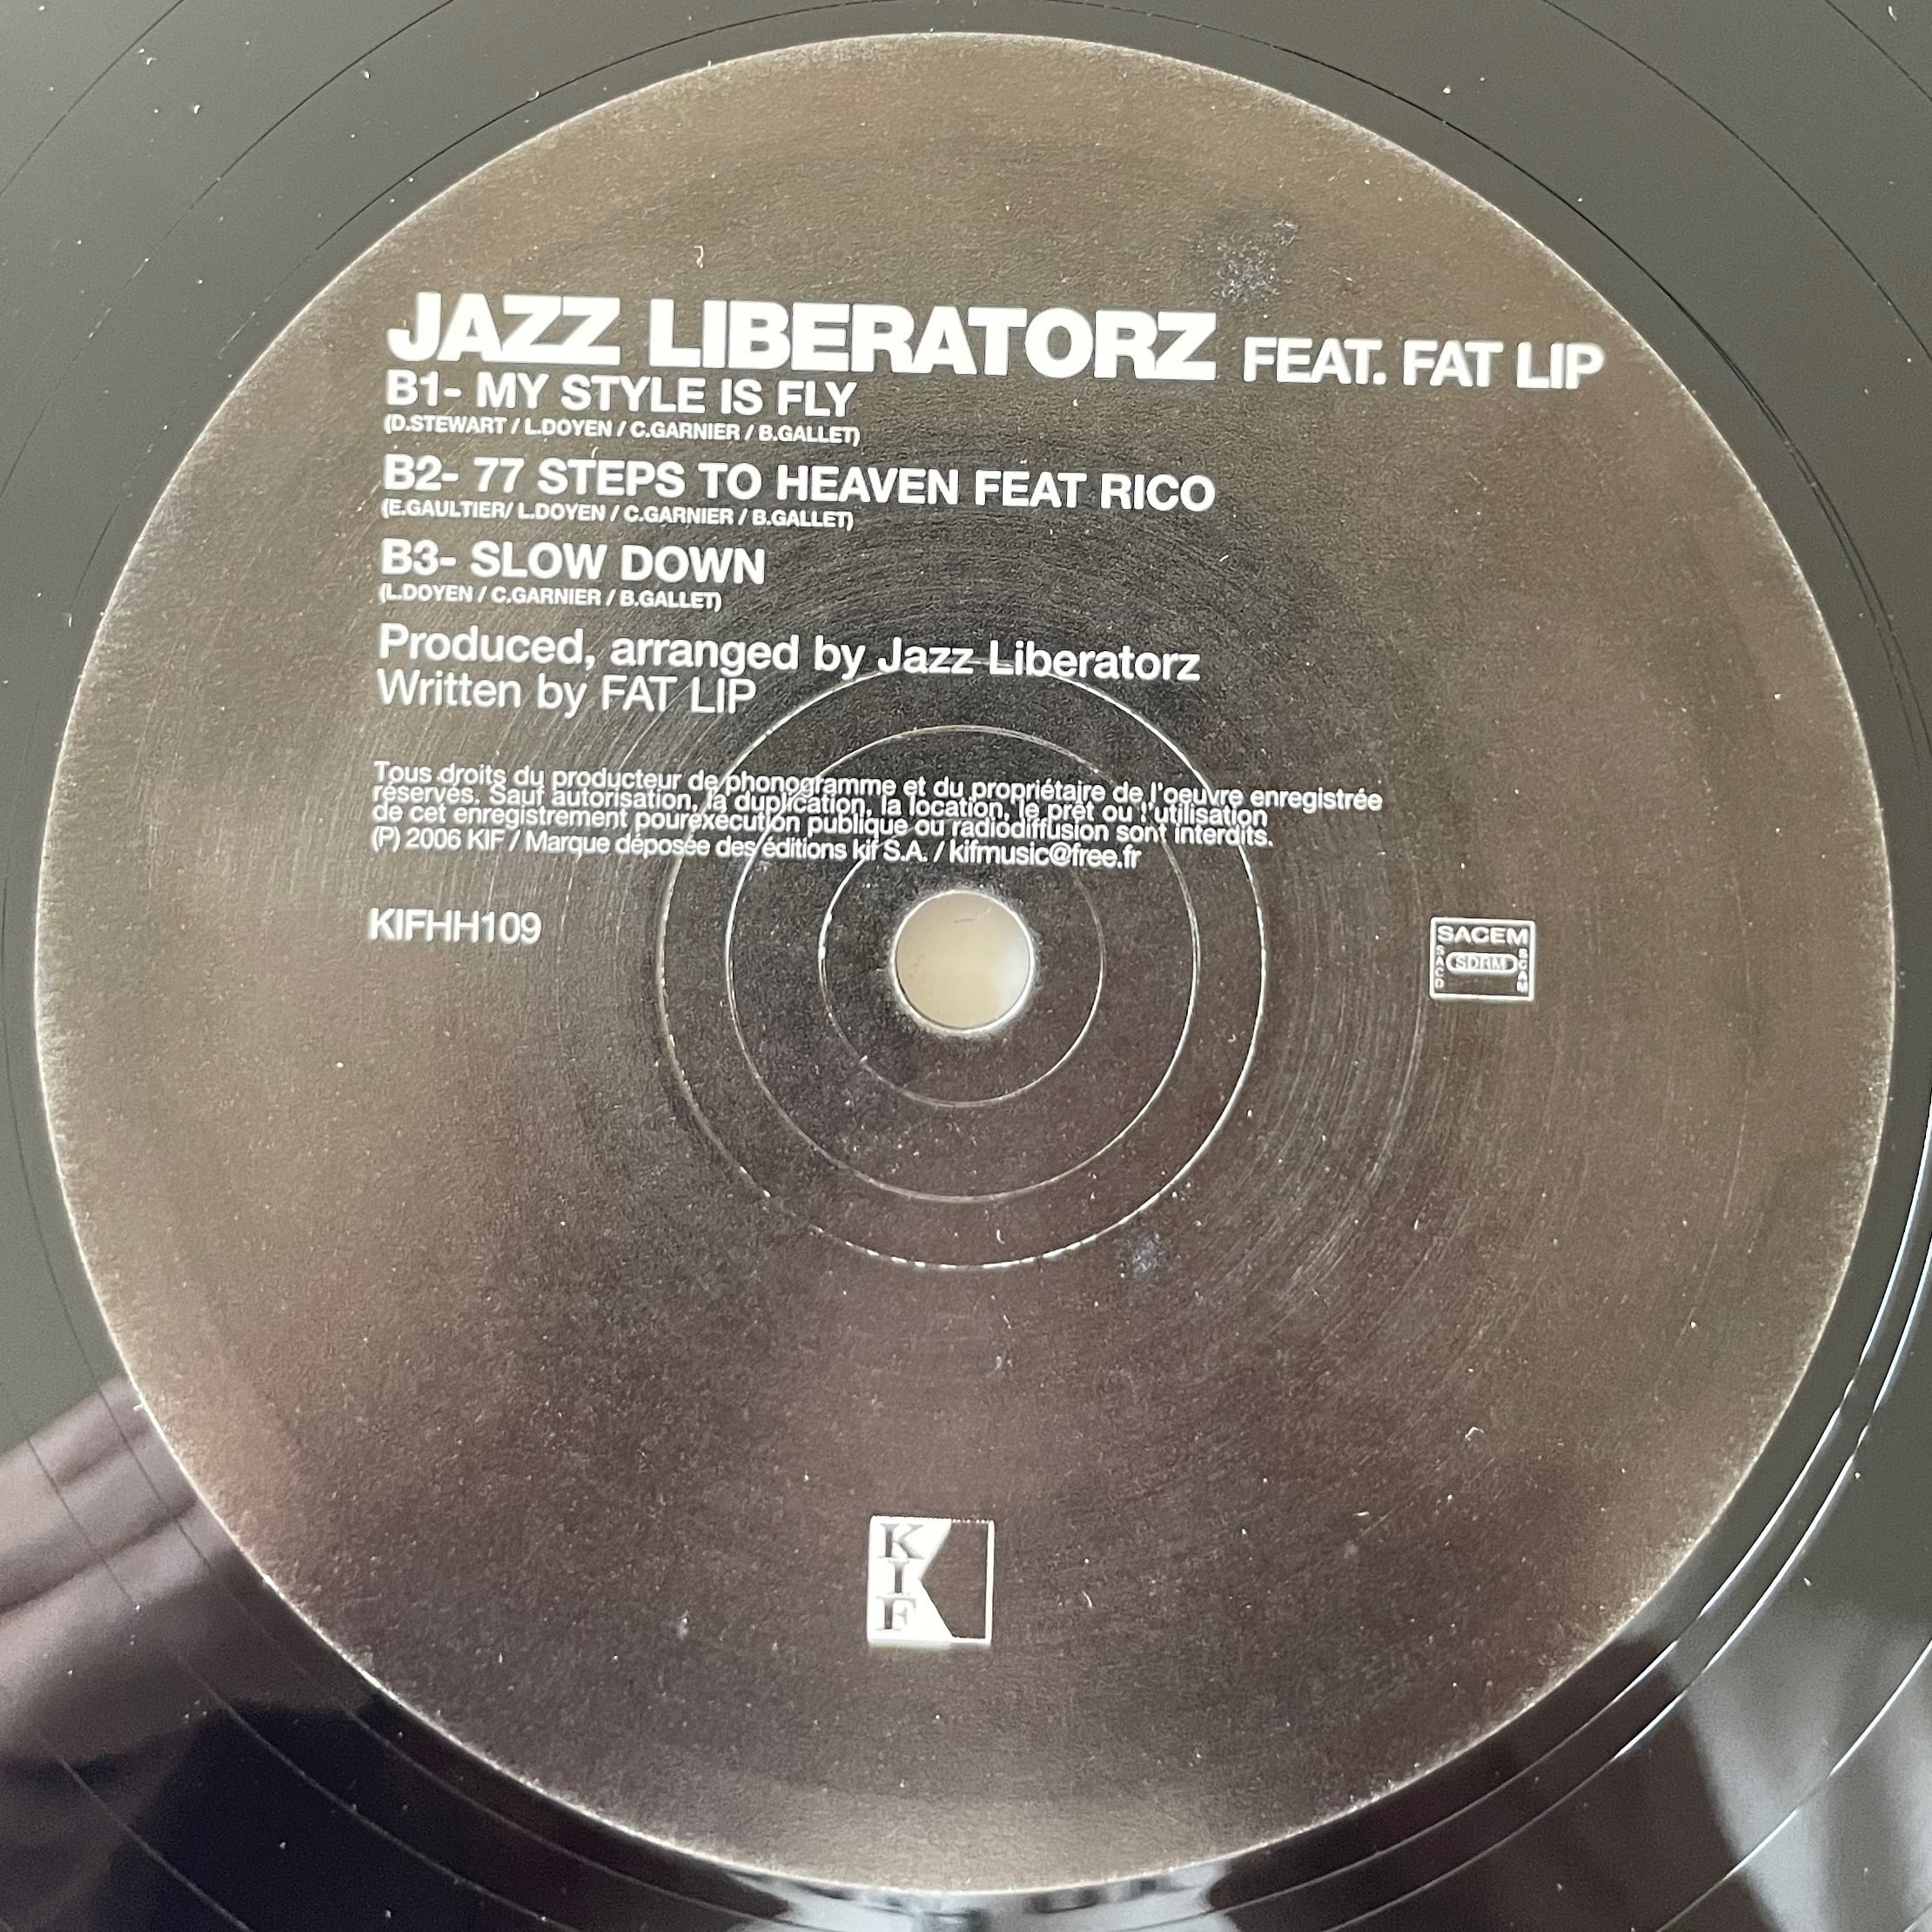 JAZZ LIBERATORZ FEAT. FAT LIP
B1- MY STYLE IS FLY
(D.STEWART / L.DOYEN / C.GARNIER / B.GALLET)
B2- 77 STEPS TO HEAVEN FEAT RICO
(E.GAULTIER/ L.DOYEN / C.GARNIER / B.GALLET)
B3- SLOW DOWN
(L.DOYEN / C.GARNIER / B.GALLET)
Produced, arranged by Jazz Liberatorz
Written by FAT LIP
Tous droits du producteur de phonogramme et du propriétaire de l'oeuvre enregistrée
réservés. Sauf autorisation, la duplication, la location, le prêt ou l'utilisation
de cet enregistrement pourexécution publique ou radiodiffusion sont interdits.
(P) 2006 KIF / Marque déposée des éditions kif S.A. / kifmusic@free.fr
KIFHH109
SACEM
SACD
SDRM
SCAM
KIF